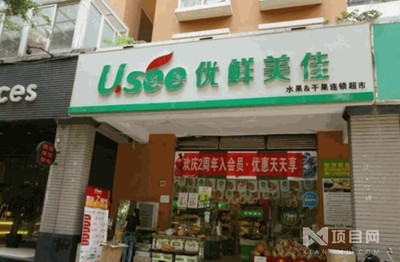 U.see 优鲜美佳
水果&干果连锁超市
ces
欢庆2周年入会员·优惠天天享
项目网